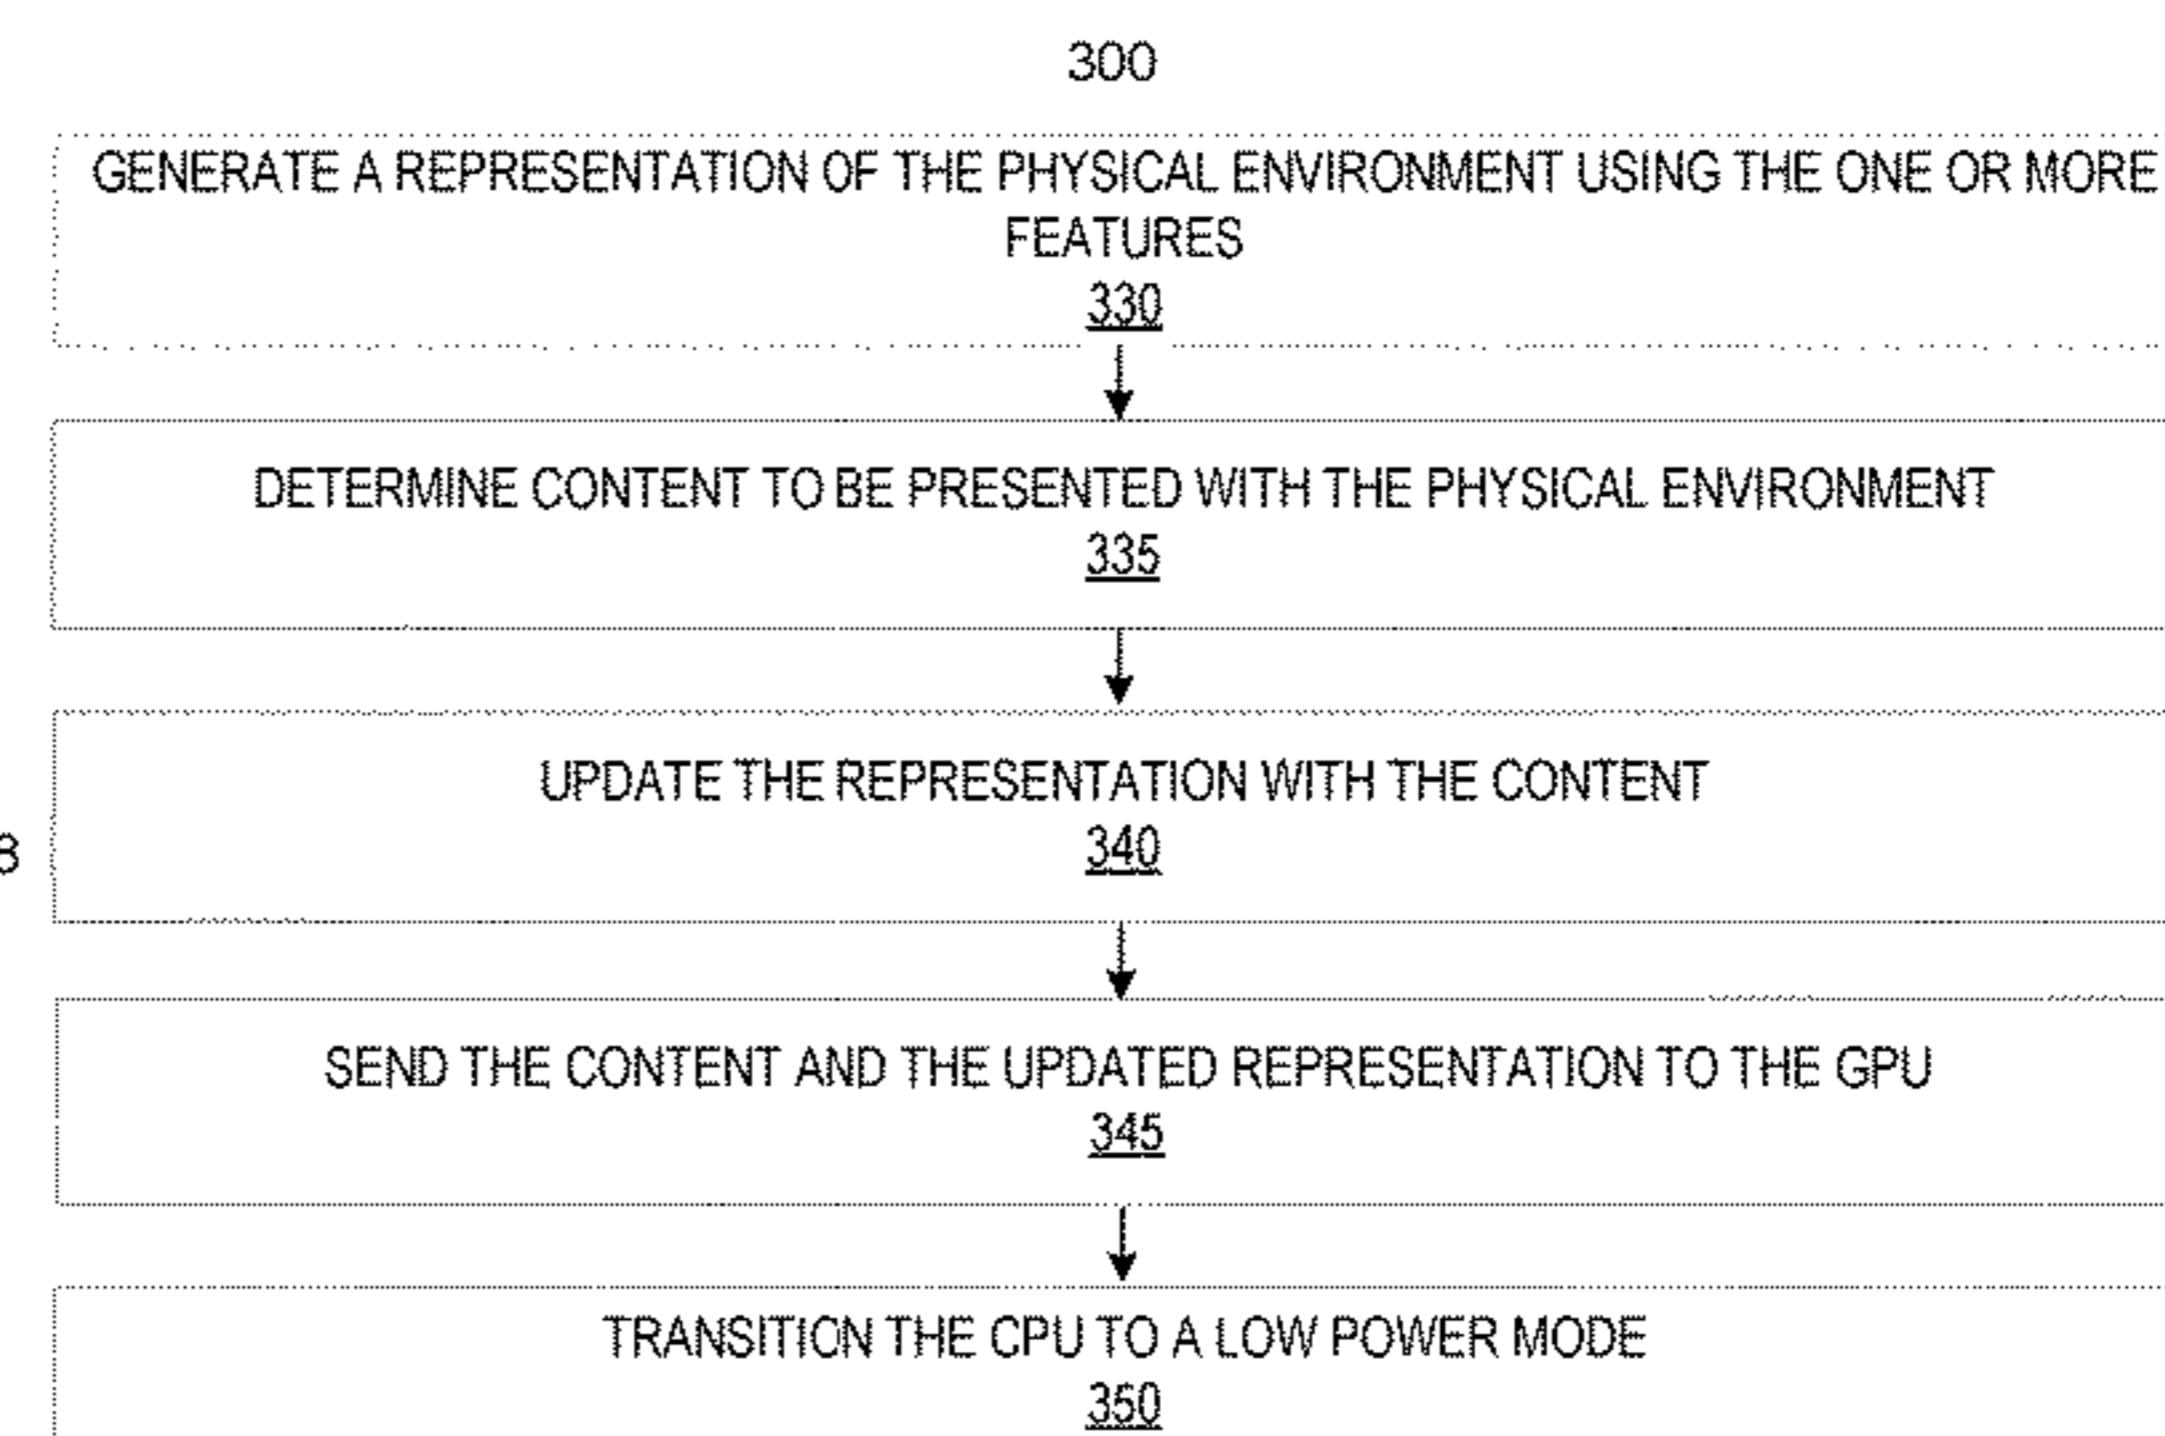 300
GENERATE A REPRESENTATION OF THE PHYSICAL ENVIRONMENT USING THE ONE OR MORE
FEATURES
330
DETERMINE CONTENT TO BE PRESENTED WITH THE PHYSICAL ENVIRONMENT
335
UPDATE THE REPRESENTATION WITH THE CONTENT
340
SEND THE CONTENT AND THE UPDATED REPRESENTATION TO THE GPU
345
TRANSITION THE CPU TO A LOW POWER MODE
350